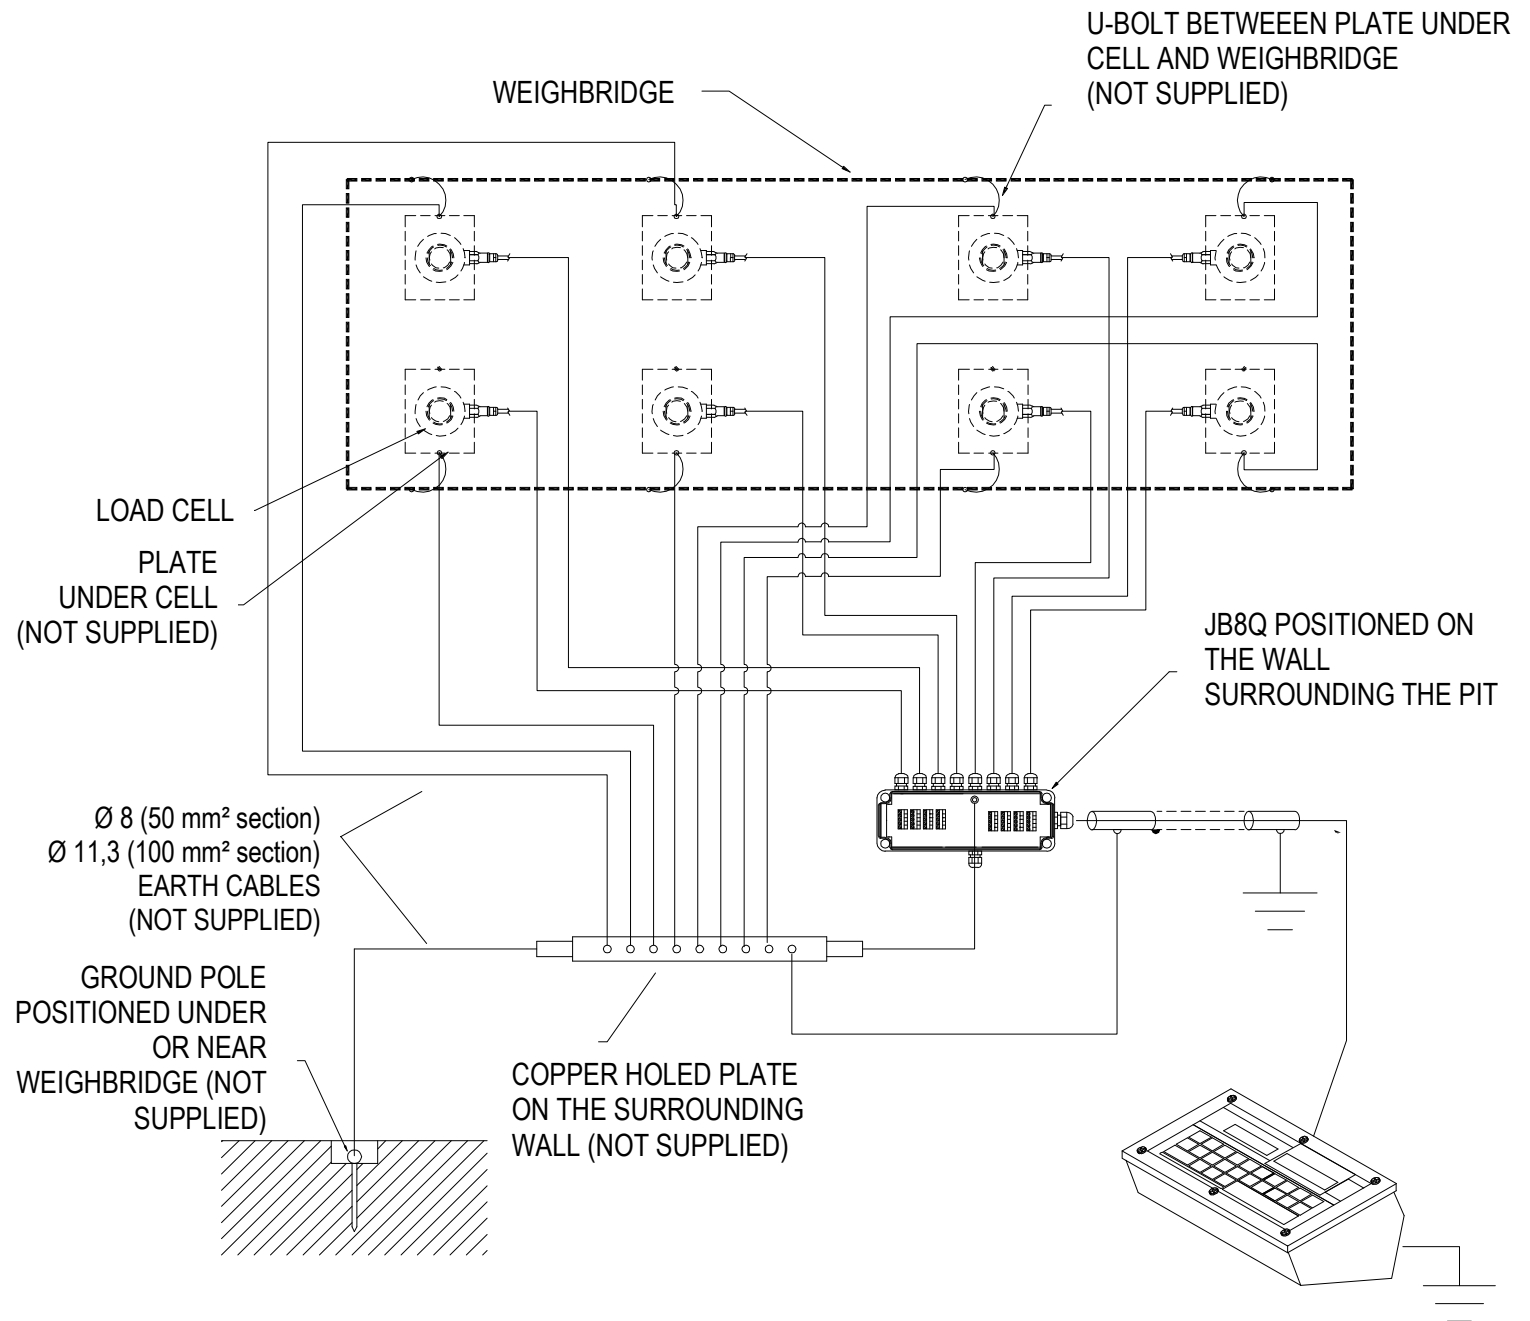 U-BOLT BETWEEEN PLATE UNDER
CELL AND WEIGHBRIDGE
(NOT SUPPLIED)
WEIGHBRIDGE
LOAD CELL
PLATE
UNDER CELL
(NOT SUPPLIED)
JB8Q POSITIONED ON
THE WALL
SURROUNDING THE PIT
Ø 8 (50 mm² section)
Ø 11,3 (100 mm² section)
EARTH CABLES
(NOT SUPPLIED)
GROUND POLE
POSITIONED UNDER
OR NEAR
WEIGHBRIDGE (NOT
SUPPLIED)
COPPER HOLED PLATE
ON THE SURROUNDING
WALL (NOT SUPPLIED)